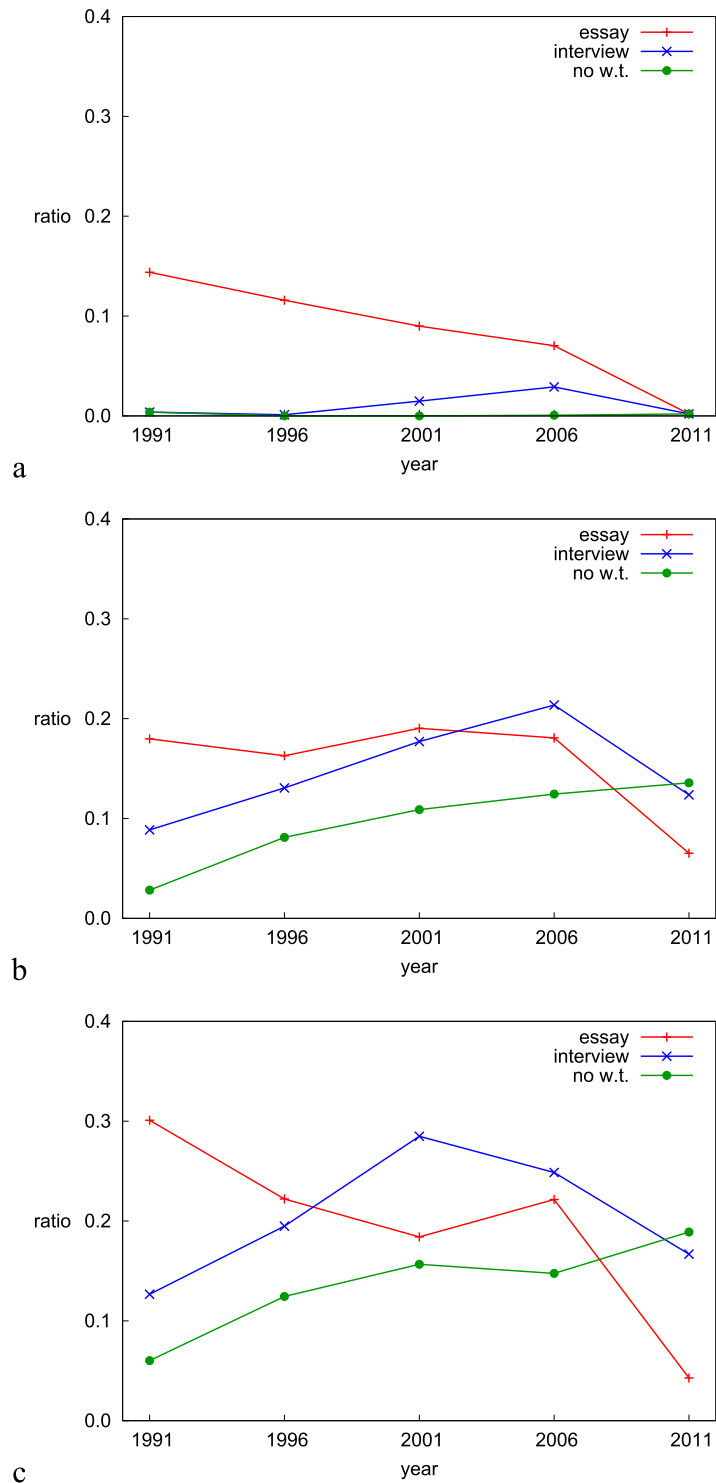 0.4
essay
interview
no w.t.
0.3
ratio 0.2
0.1
0.0
1991 1996 2001 2006 2011
year
a
0.4
essay
interview
no w.t.
0.3
ratio 0.2
0.1
0.0
1991 1996 2001 2006 2011
year
b
0.4
essay
interview
no w.t.
0.3
ratio 0.2
0.1
0.0
1991 1996 2001 2006 2011
year
c